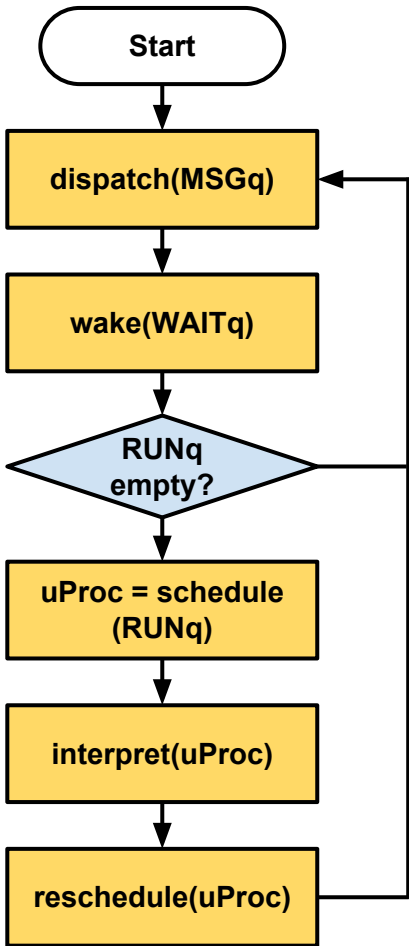 Start
dispatch(MSGq)
wake(WAITq)
RUNq
empty?
uProc = schedule
(RUNq)
interpret(uProc)
reschedule(uProc)